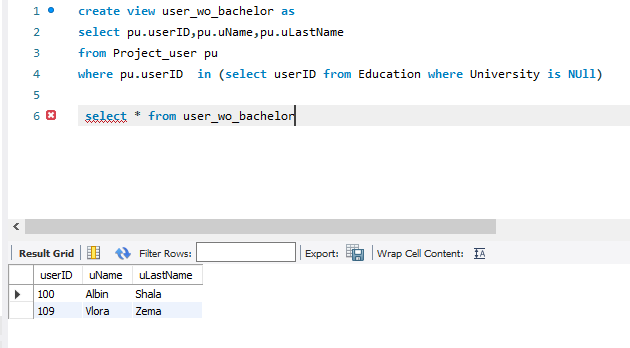 1 create view user_wo_bachelor as
2 select pu.userID,pu.uName,pu.uLastName
3 from Project_user pu
4 where pu.userID  in (select userID from Education where University is NUll)
5
6 select * from user_wo_bachelor
Result Grid Filter Rows: Export: Wrap Cell Content: IA
userID uName uLastName
100 Albin Shala
109 Vlora Zema